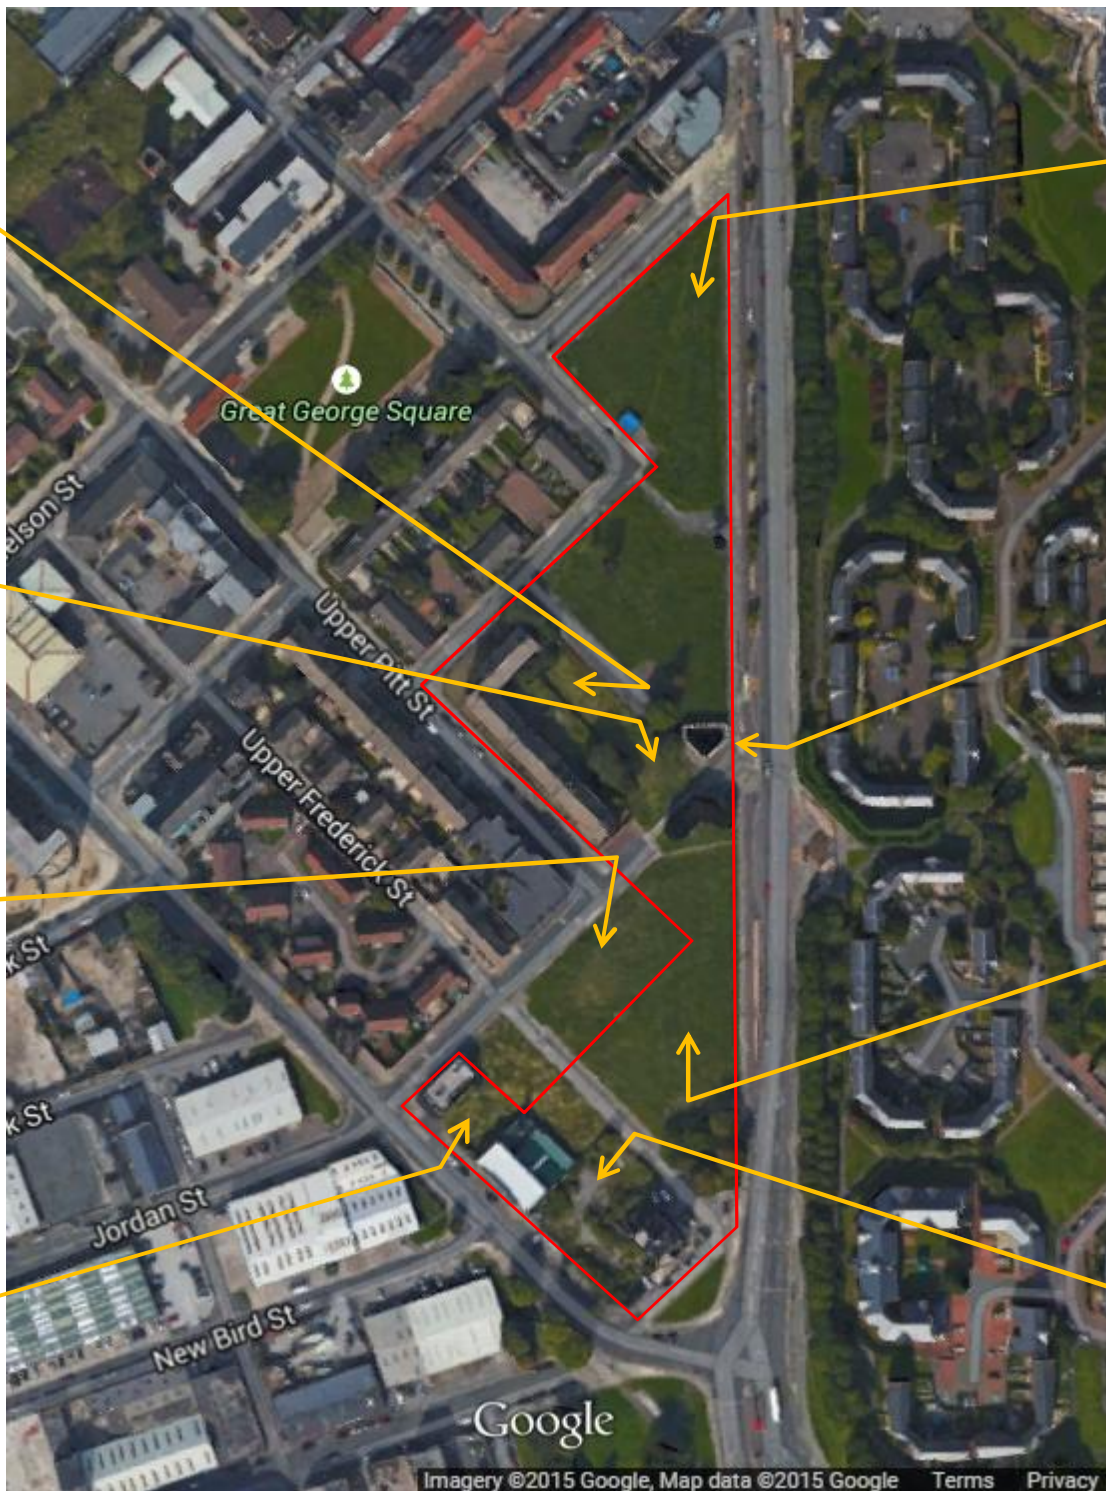 Great George Square
elson St
Upper Pitt St
Upper Frederick St
k St
k St
Jordan St
New Bird St
Google
Imagery ©2015 Google, Map data ©2015 Google Terms Privacy